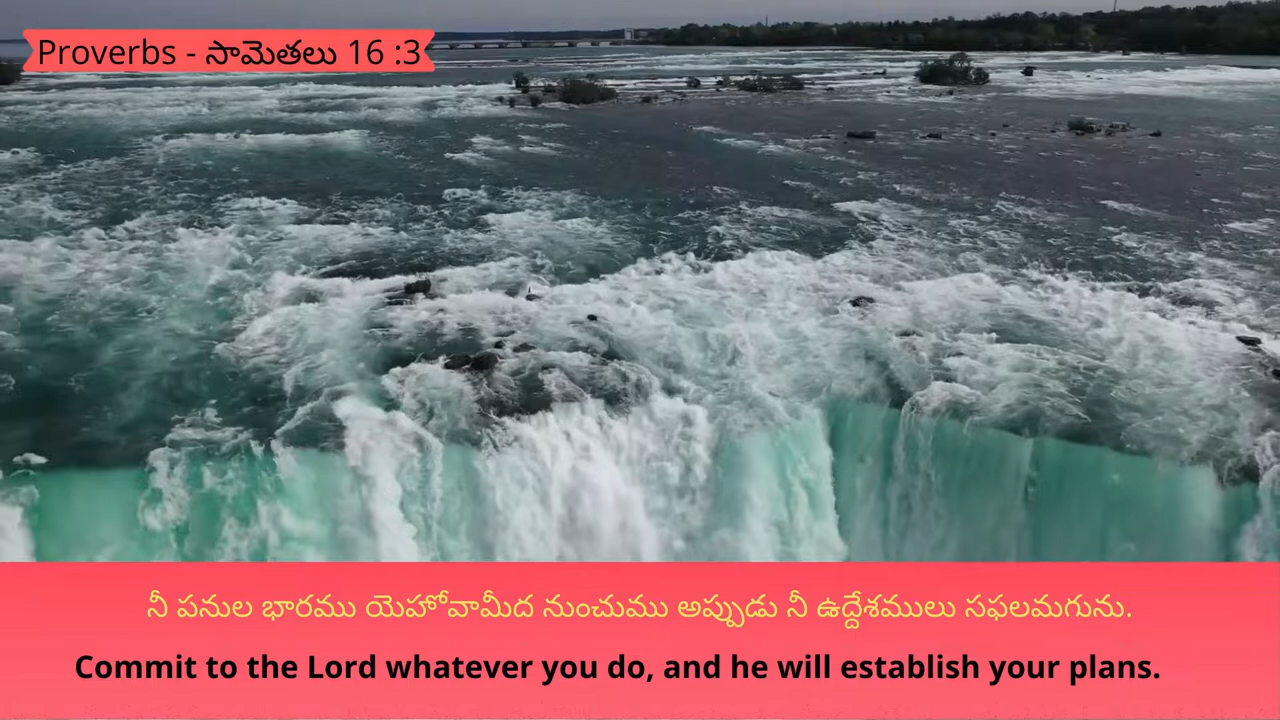 Proverbs - సామెతలు 16 :3
నీ పనుల భారము యెహోవామీద నుంచుము అప్పుడు నీ ఉద్దేశములు సఫలమగును.
Commit to the Lord whatever you do, and he will establish your plans.